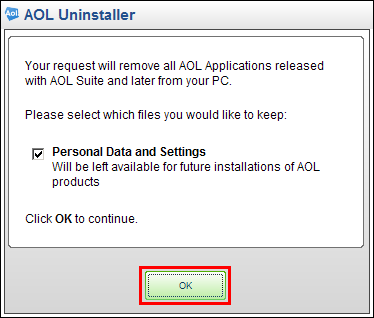 AOL AOL Uninstaller
Your request will remove all AOL Applications released
with AOL Suite and later from your PC.
Please select which files you would like to keep:
Personal Data and Settings
Will be left available for future installations of AOL
products
Click OK to continue.
OK